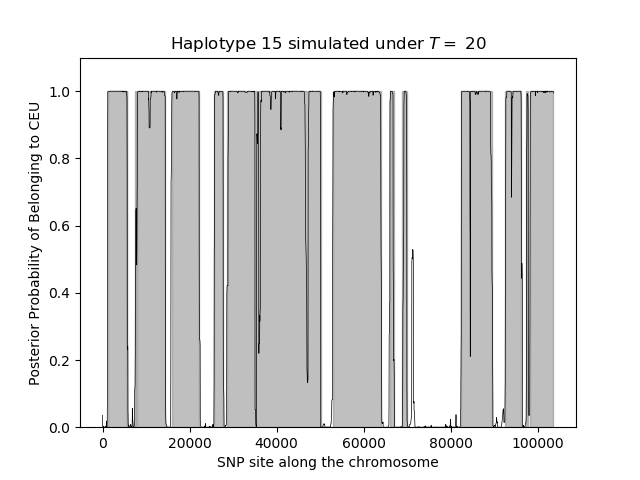 Haplotype 15 simulated under T = 20
Posterior Probability of Belonging to CEU
1.0
0.8
0.6
0.4
0.2
0.0
0 20000 40000 60000 80000 100000
SNP site along the chromosome